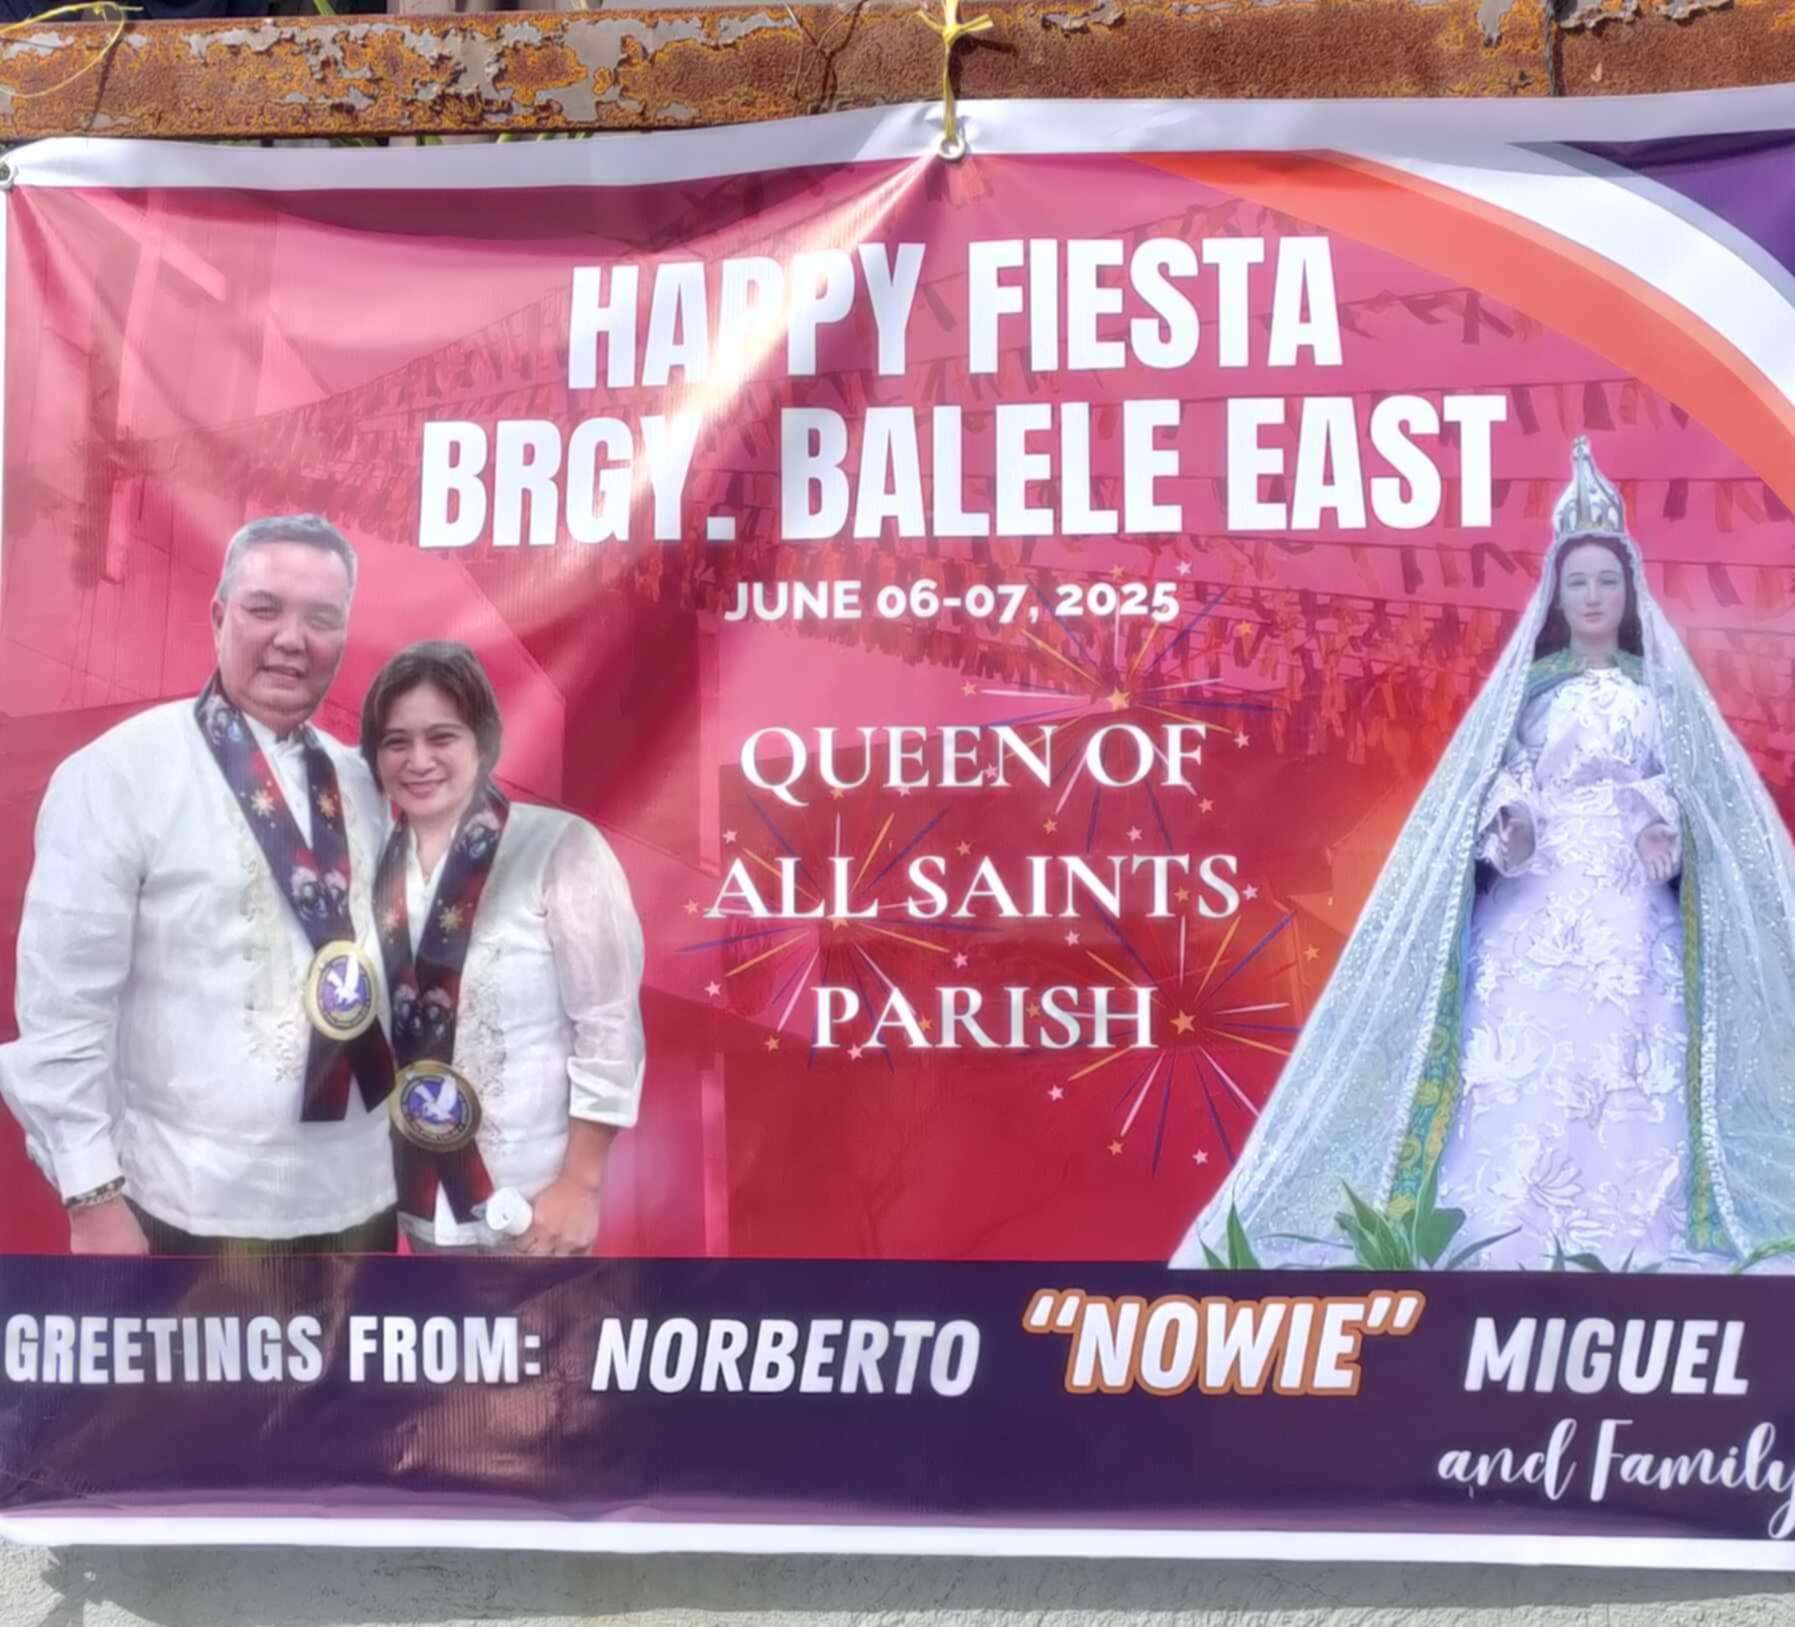 HAPPY FIESTA
BRGY. BALELE EAST
JUNE 06-07, 2025
QUEEN OF
ALL SAINTS
PARISH
GREETINGS FROM: NORBERTO "NOWIE" MIGUEL
and Family